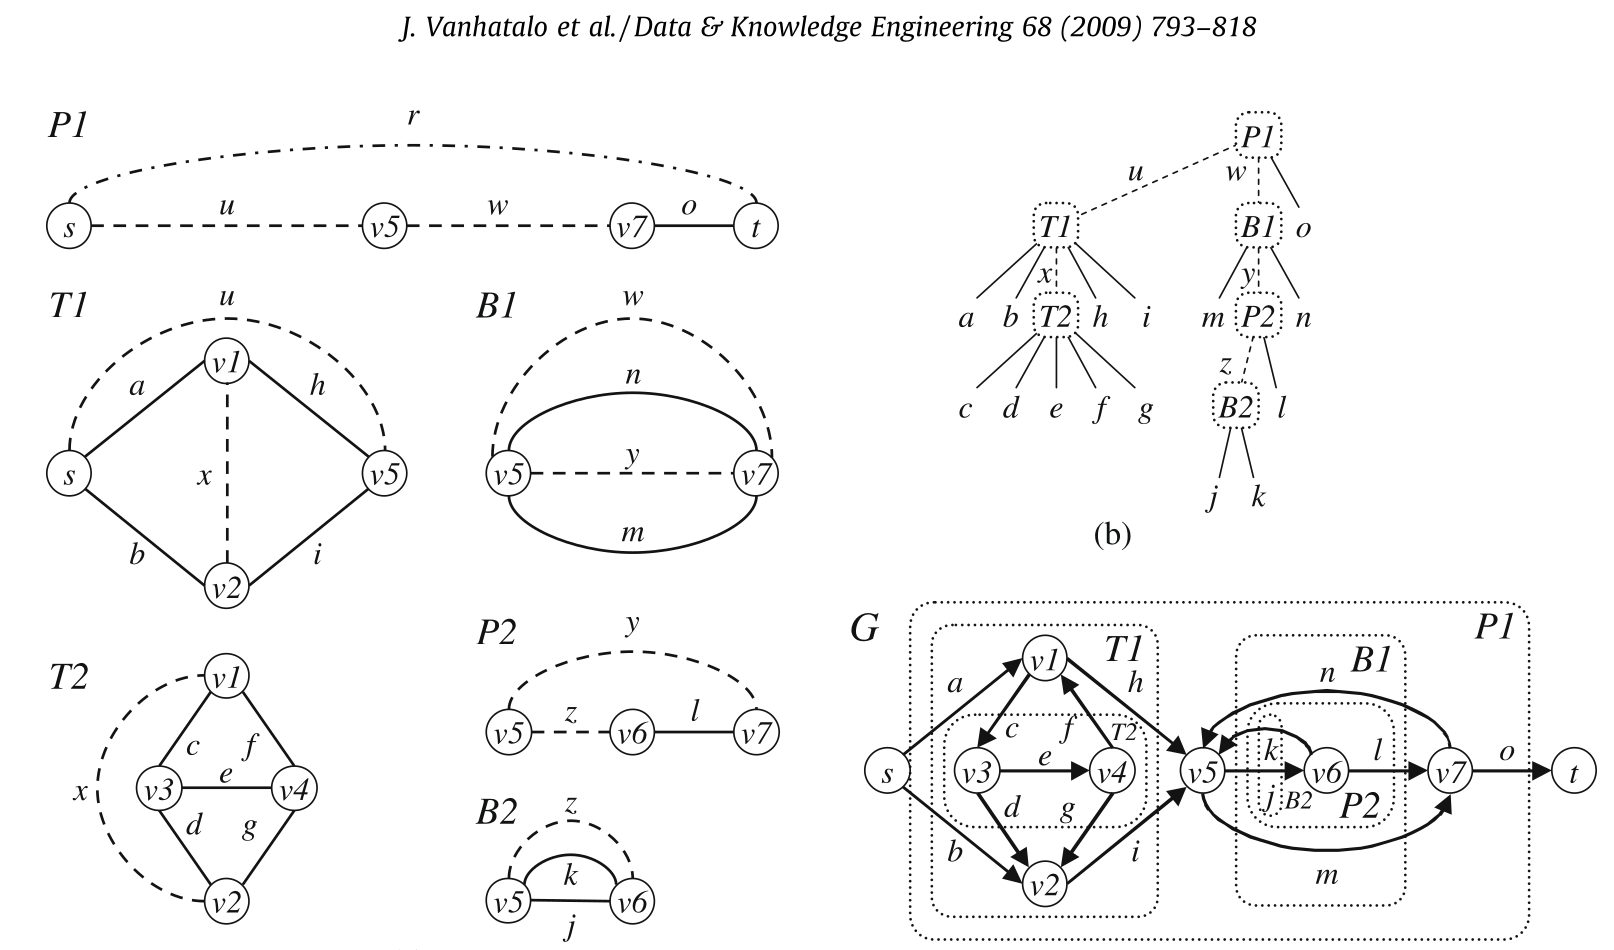 J. Vanhatalo et al./Data & Knowledge Engineering 68 (2009) 793–818
P1
r
s
u
v5
w
v7
o
t
T1
u
v1
a
h
s
x
v5
b
i
v2
B1
w
n
v5
y
v7
m
T2
v1
c
f
x
v3
e
v4
d
g
v2
P2
y
v5
z
v6
l
v7
B2
z
k
v5
v6
j
P1
u
w
T1
B1
o
x
y
a
b
T2
h
i
m
P2
n
z
c
d
e
f
g
B2
l
j
k
(b)
G
P1
v1
T1
B1
a
h
n
c
f
T2
s
v3
e
v4
v5
k
v6
l
v7
o
t
d
g
j
B2
P2
b
i
v2
m